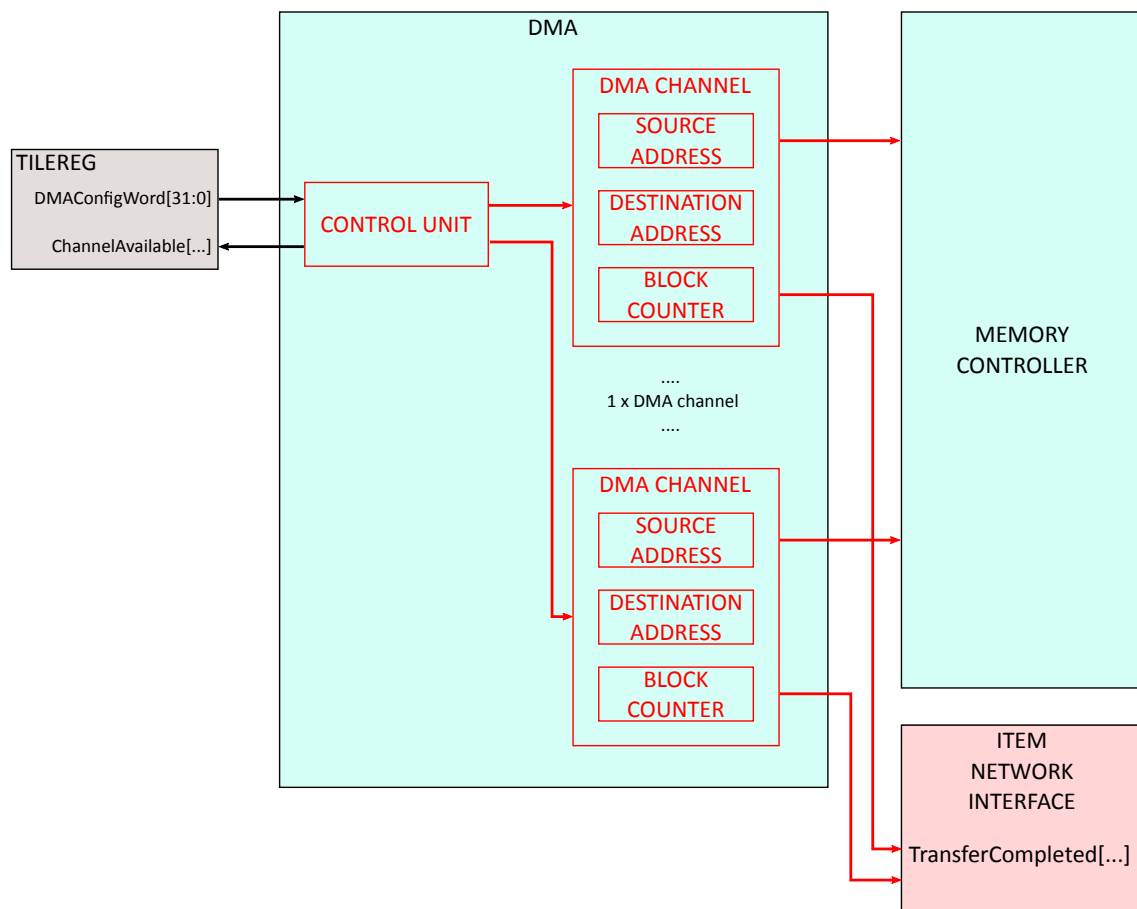 DMA
TILEREG
DMAConfigWord[31:0]
ChannelAvailable[...]
CONTROL UNIT
DMA CHANNEL
SOURCE
ADDRESS
DESTINATION
ADDRESS
BLOCK
COUNTER
....
1 x DMA channel
....
DMA CHANNEL
SOURCE
ADDRESS
DESTINATION
ADDRESS
BLOCK
COUNTER
MEMORY
CONTROLLER
ITEM
NETWORK
INTERFACE
TransferCompleted[...]